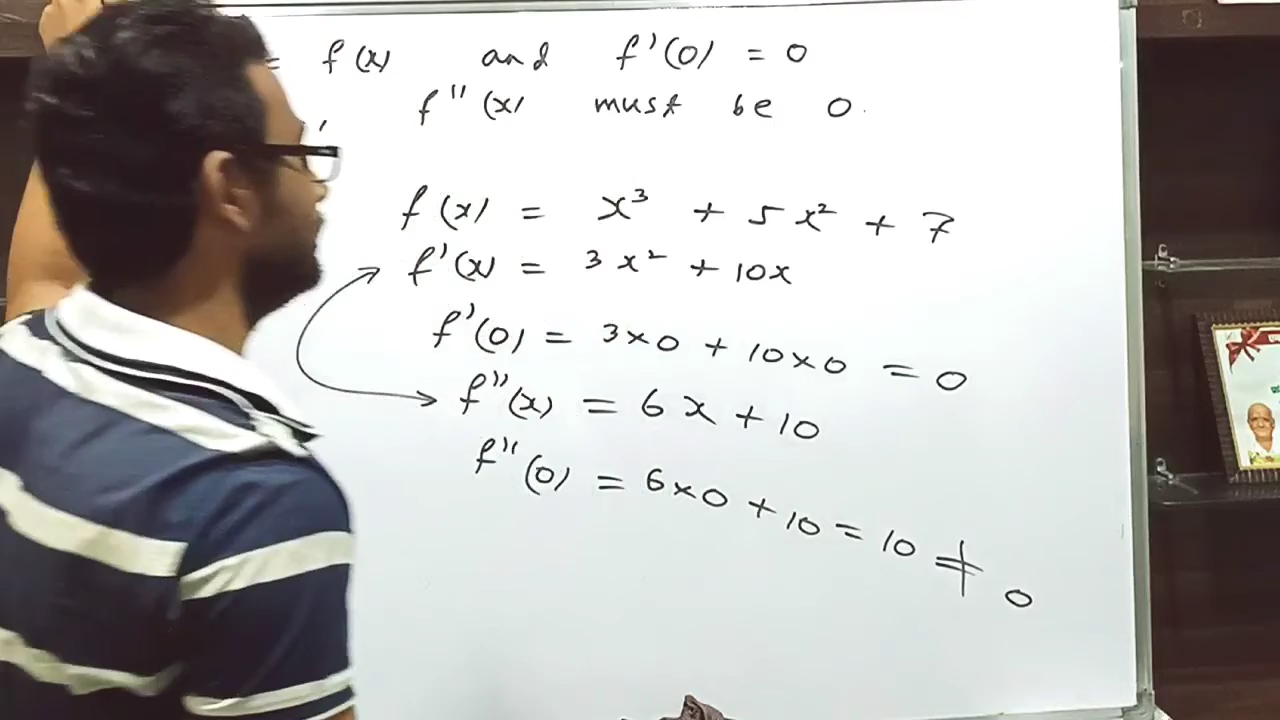 = f(x) and f'(0) = 0
f''(x) must be 0.
f(x) = x³ + 5x² + 7
f'(x) = 3x² + 10x
f'(0) = 3×0 + 10×0 = 0
f''(x) = 6x + 10
f''(0) = 6×0 + 10 = 10 ≠ 0